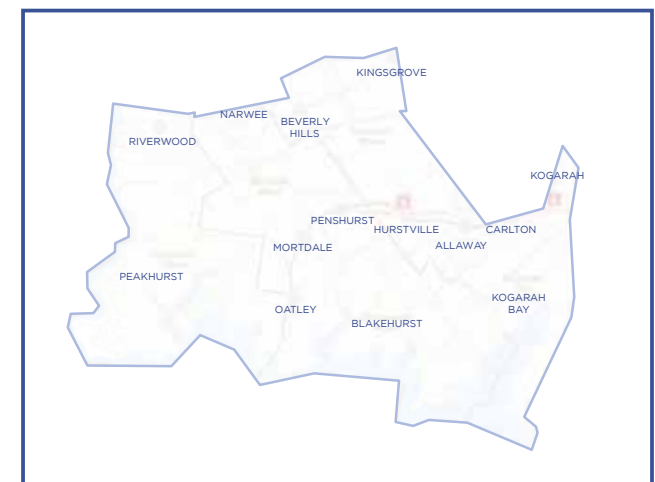 KINGSGROVE
NARWEE
BEVERLY
HILLS
RIVERWOOD
KOGARAH
PENSHURST
HURSTVILLE
CARLTON
MORTDALE
ALLAWAY
PEAKHURST
KOGARAH
BAY
OATLEY
BLAKEHURST